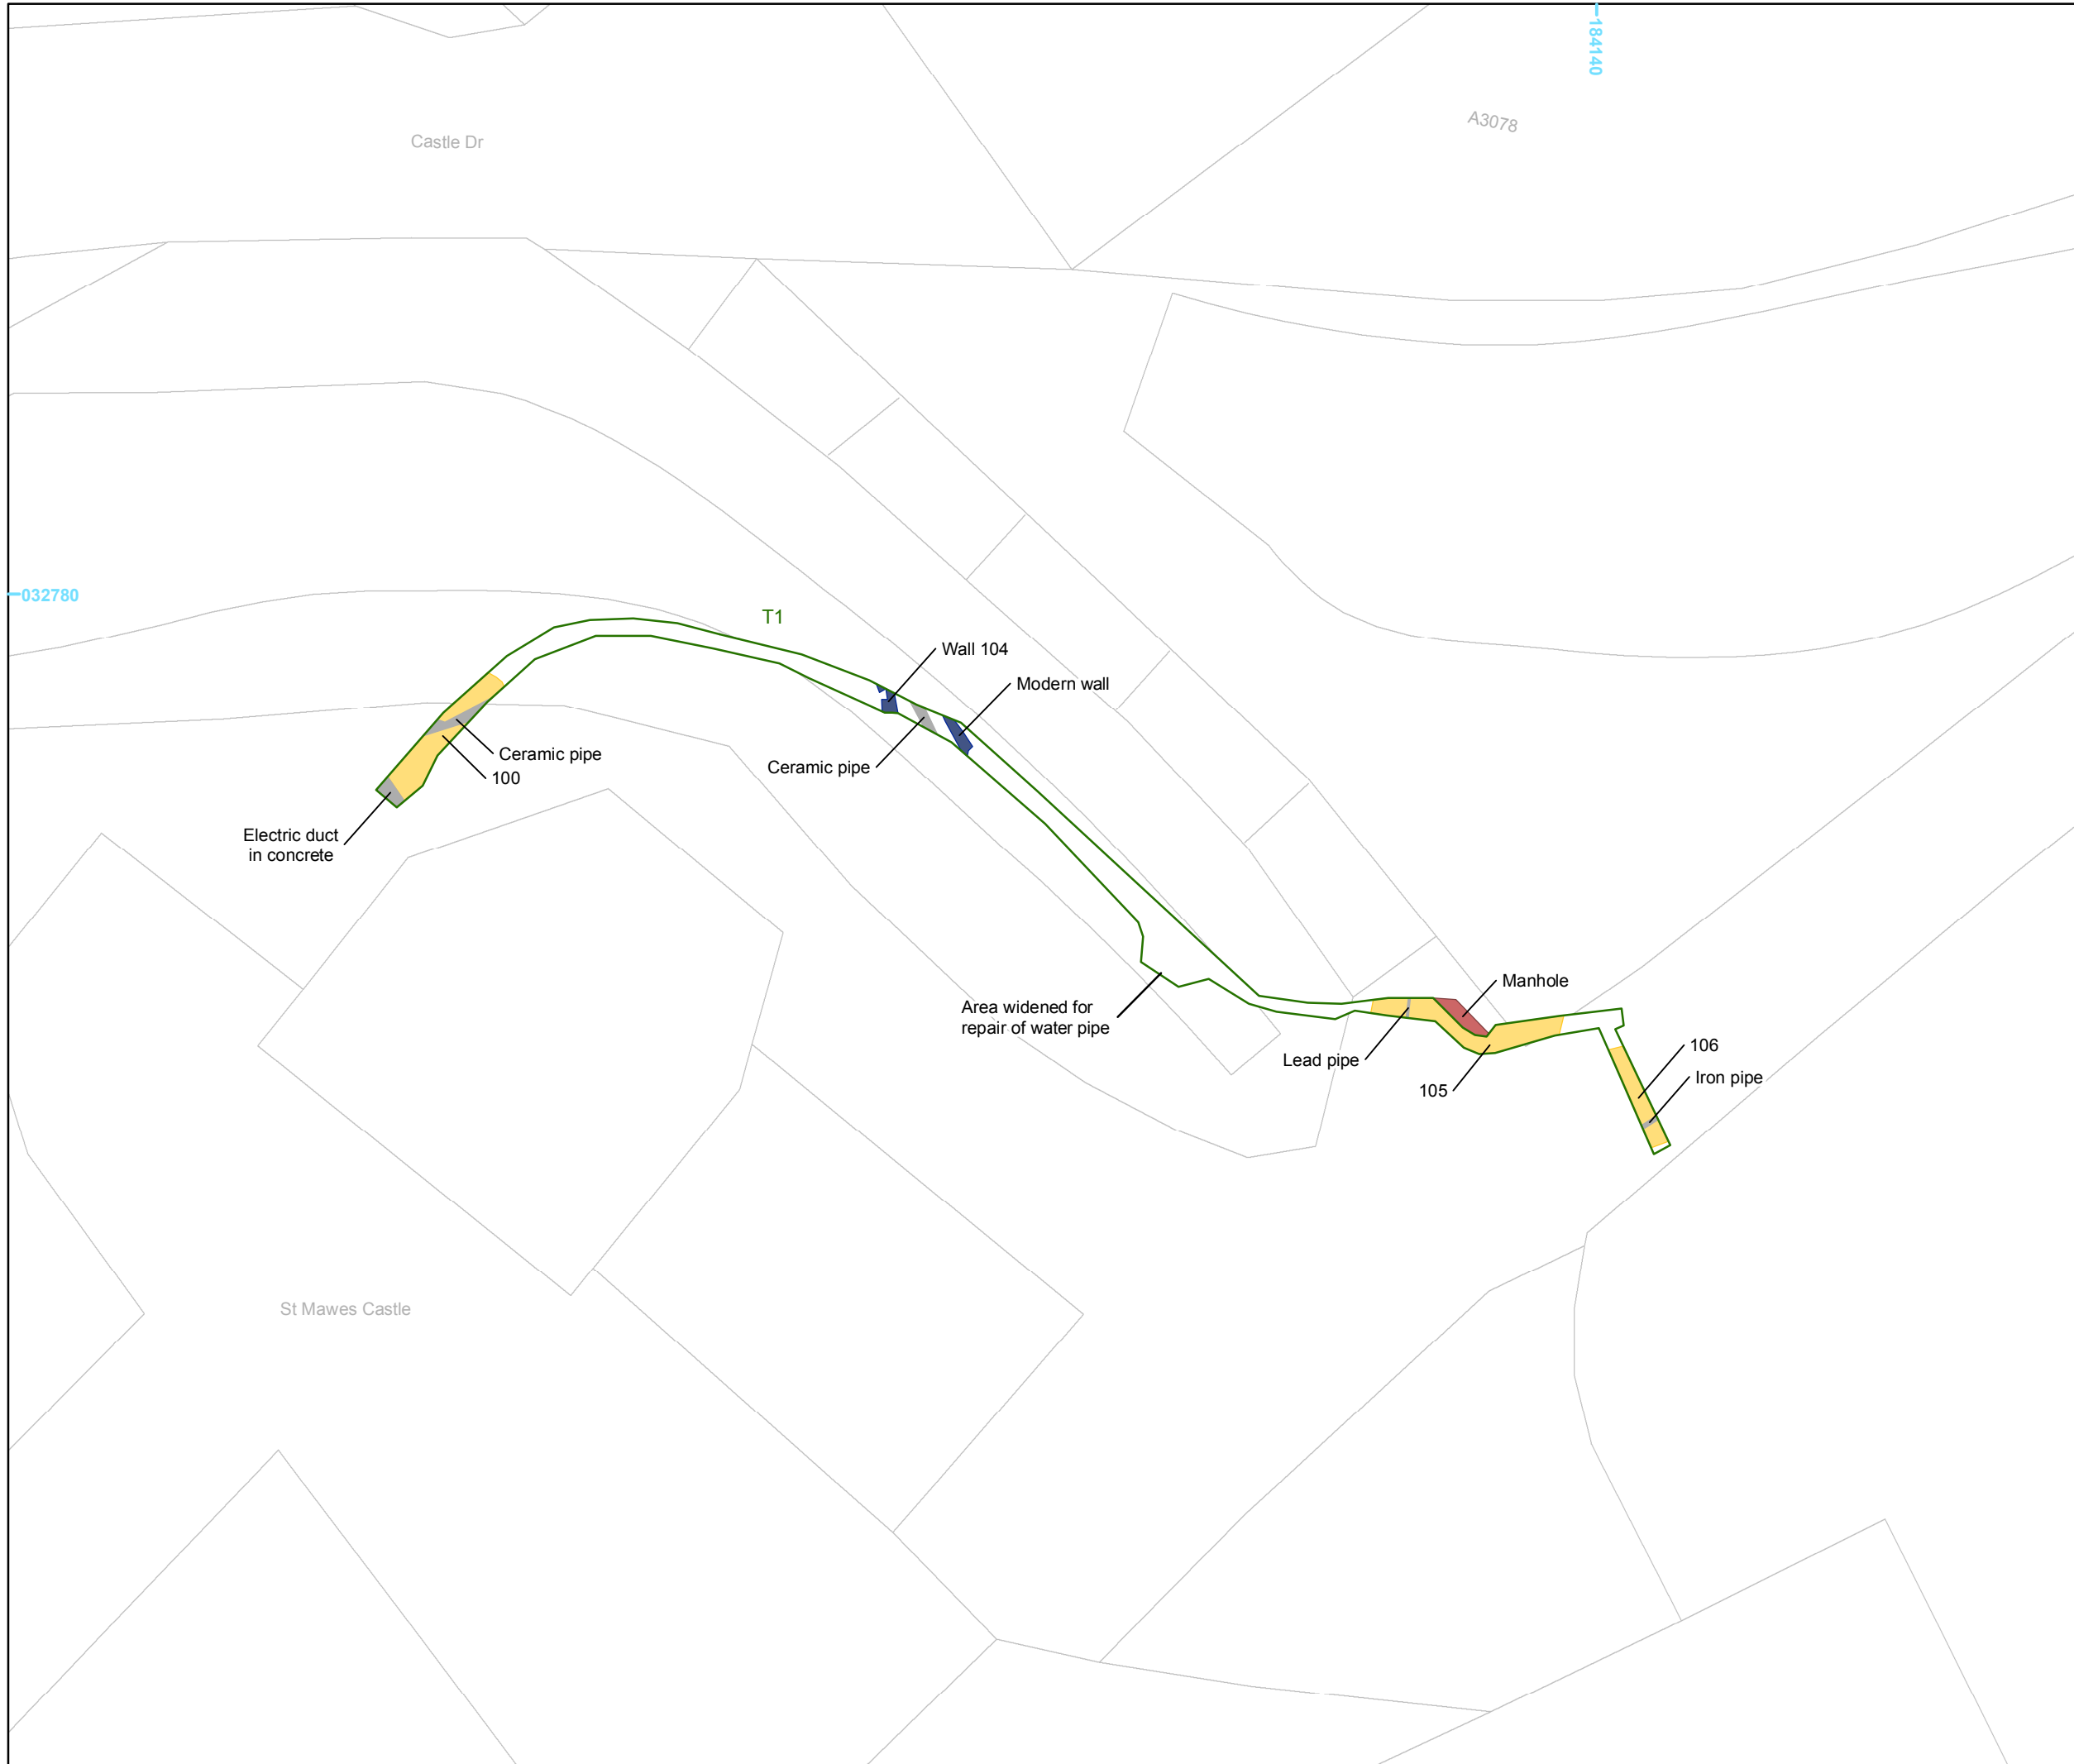 184140
A3078
Castle Dr
032780
T1
Wall 104
Modern wall
Ceramic pipe
Ceramic pipe
100
Electric duct
in concrete
Manhole
Area widened for
repair of water pipe
106
Lead pipe
Iron pipe
105
St Mawes Castle